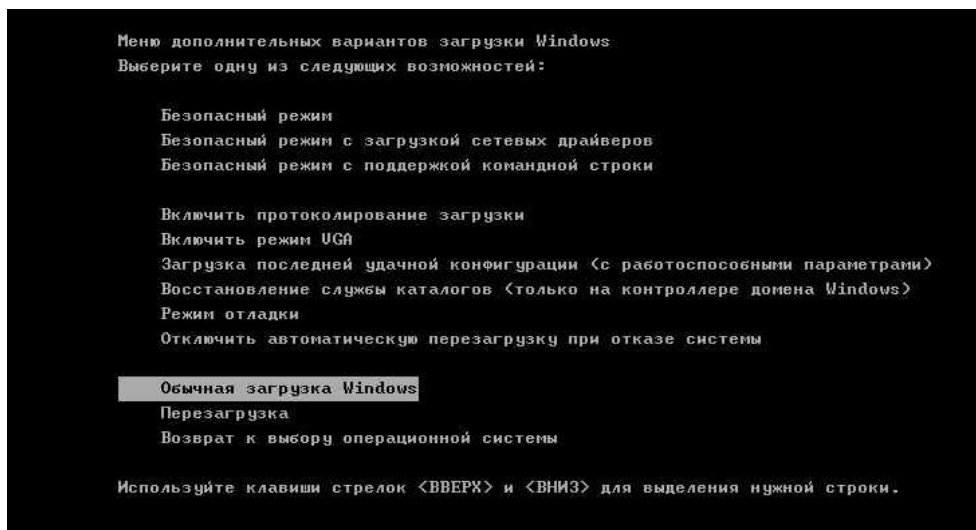 Меню дополнительных вариантов загрузки Windows
Выберите одну из следующих возможностей:
Безопасный режим
Безопасный режим с загрузкой сетевых драйверов
Безопасный режим с поддержкой командной строки
Включить протоколирование загрузки
Включить режим VGA
Загрузка последней удачной конфигурации (с работоспособными параметрами)
Восстановление службы каталогов (только на контроллере домена Windows)
Режим отладки
Отключить автоматическую перезагрузку при отказе системы
Обычная загрузка Windows
Перезагрузка
Возврат к выбору операционной системы
Используйте клавиши стрелок <ВВЕРХ> и <ВНИЗ> для выделения нужной строки.